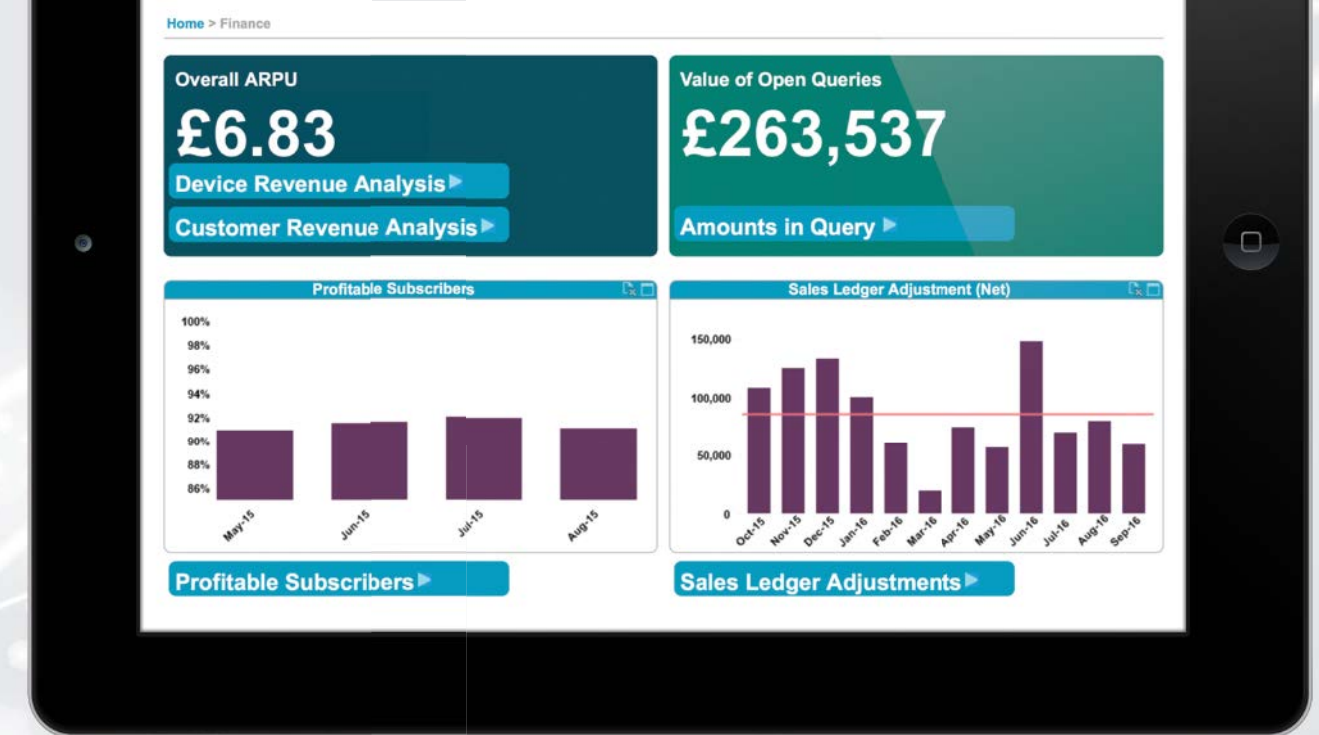 Home > Finance
Overall ARPU
£6.83
Device Revenue Analysis
Customer Revenue Analysis
Value of Open Queries
£263,537
Amounts in Query
Profitable Subscribers
100%
98%
96%
94%
92%
90%
88%
86%
May-15
Jun-15
Jul-15
Aug-15
Profitable Subscribers
Sales Ledger Adjustment (Net)
150,000
100,000
50,000
0
Oct-15
Nov-15
Dec-15
Jan-16
Feb-16
Mar-16
Apr-16
May-16
Jun-16
Jul-16
Aug-16
Sep-16
Sales Ledger Adjustments